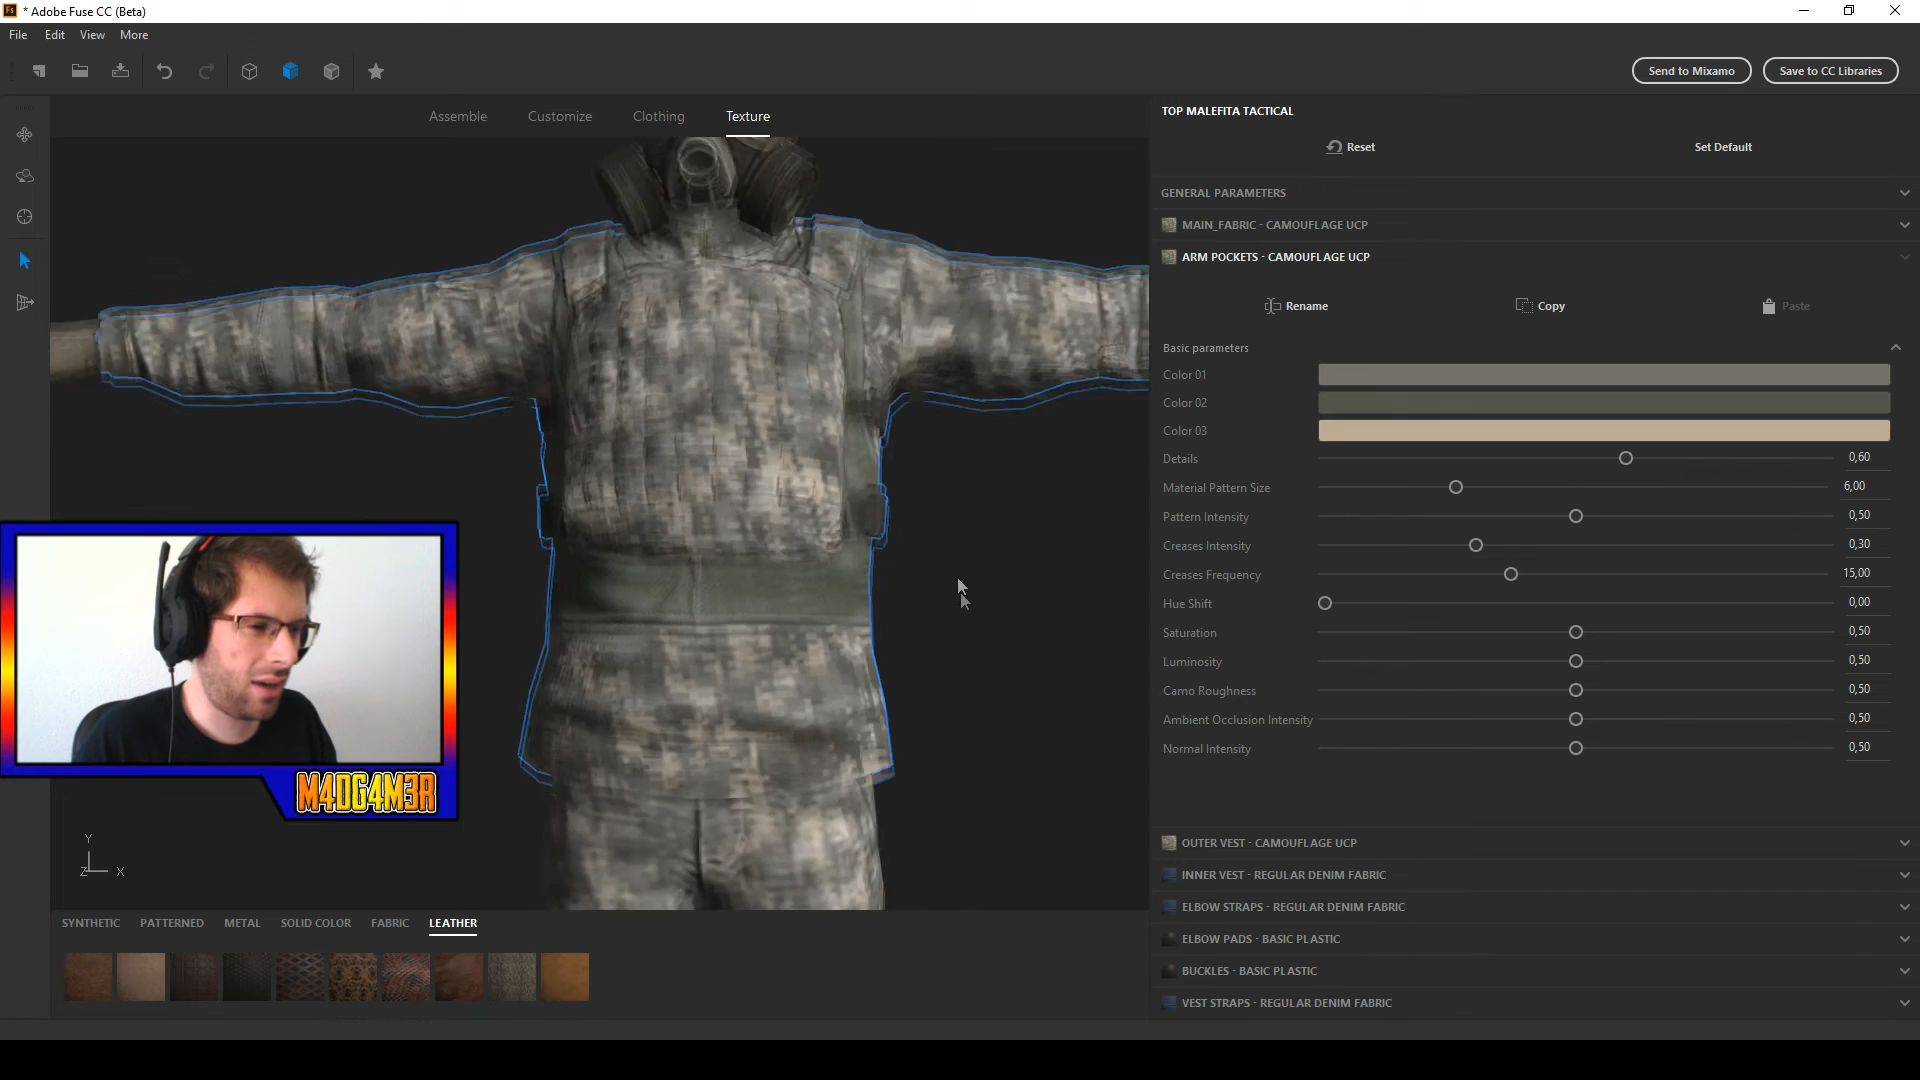 * Adobe Fuse CC (Beta)
File Edit View More
Send to Mixamo
Save to CC Libraries
Assemble Customize Clothing Texture
TOP MALEFITA TACTICAL
Reset
Set Default
GENERAL PARAMETERS
MAIN_FABRIC - CAMOUFLAGE UCP
ARM POCKETS - CAMOUFLAGE UCP
Rename
Copy
Paste
Basic parameters
Color 01
Color 02
Color 03
Details 0,60
Material Pattern Size 6,00
Pattern Intensity 0,50
Creases Intensity 0,30
Creases Frequency 15,00
Hue Shift 0,00
Saturation 0,50
Luminosity 0,50
Camo Roughness 0,50
Ambient Occlusion Intensity 0,50
Normal Intensity 0,50
OUTER VEST - CAMOUFLAGE UCP
INNER VEST - REGULAR DENIM FABRIC
ELBOW STRAPS - REGULAR DENIM FABRIC
ELBOW PADS - BASIC PLASTIC
BUCKLES - BASIC PLASTIC
VEST STRAPS - REGULAR DENIM FABRIC
M4DG4M3R
Y
Z X
SYNTHETIC PATTERNED METAL SOLID COLOR FABRIC LEATHER